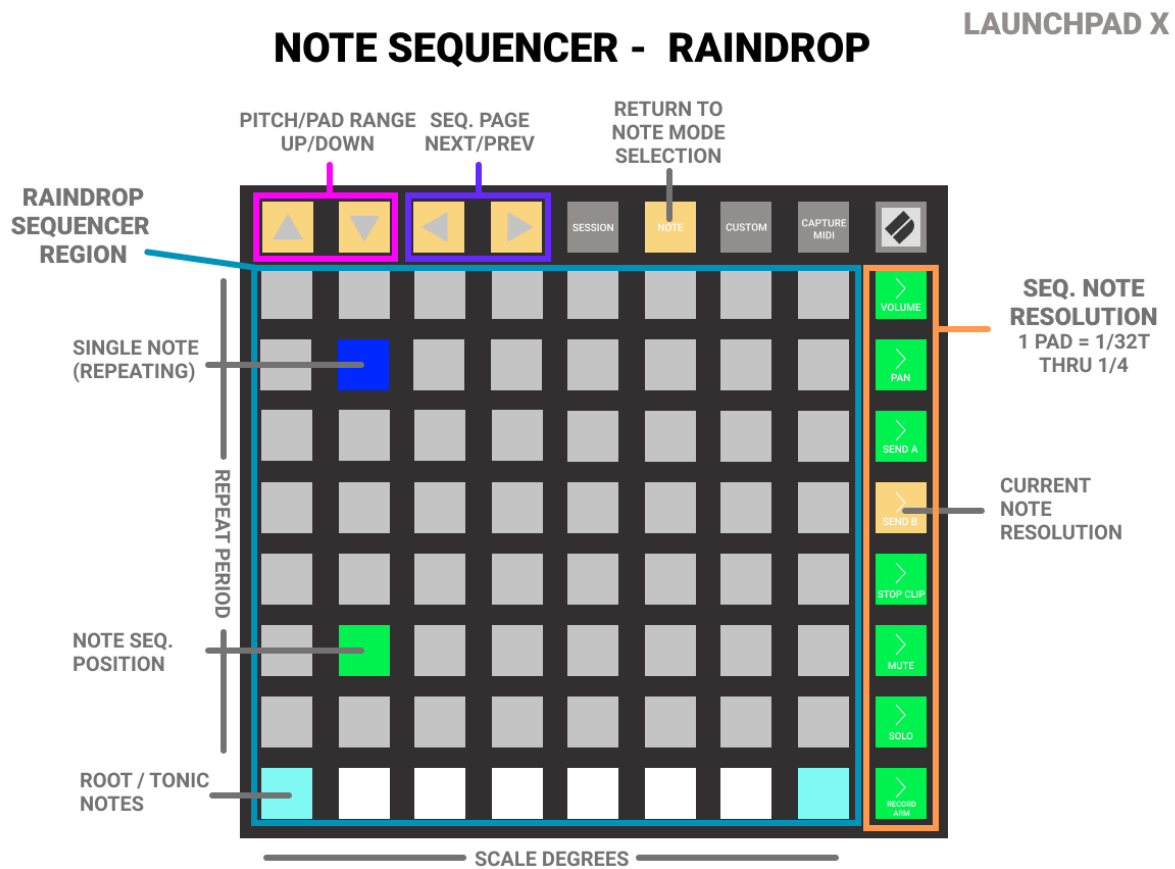 LAUNCHPAD X
NOTE SEQUENCER - RAINDROP
PITCH/PAD RANGE
UP/DOWN
SEQ. PAGE
NEXT/PREV
RETURN TO
NOTE MODE
SELECTION
RAINDROP
SEQUENCER
REGION
SESSION
NOTE
CUSTOM
CAPTURE
MIDI
VOLUME
SEQ. NOTE
RESOLUTION
1 PAD = 1/32T
THRU 1/4
SINGLE NOTE
(REPEATING)
PAN
SEND A
REPEAT PERIOD
SEND B
CURRENT
NOTE
RESOLUTION
STOP CLIP
NOTE SEQ.
POSITION
MUTE
SOLO
ROOT / TONIC
NOTES
RECORD
ARM
SCALE DEGREES